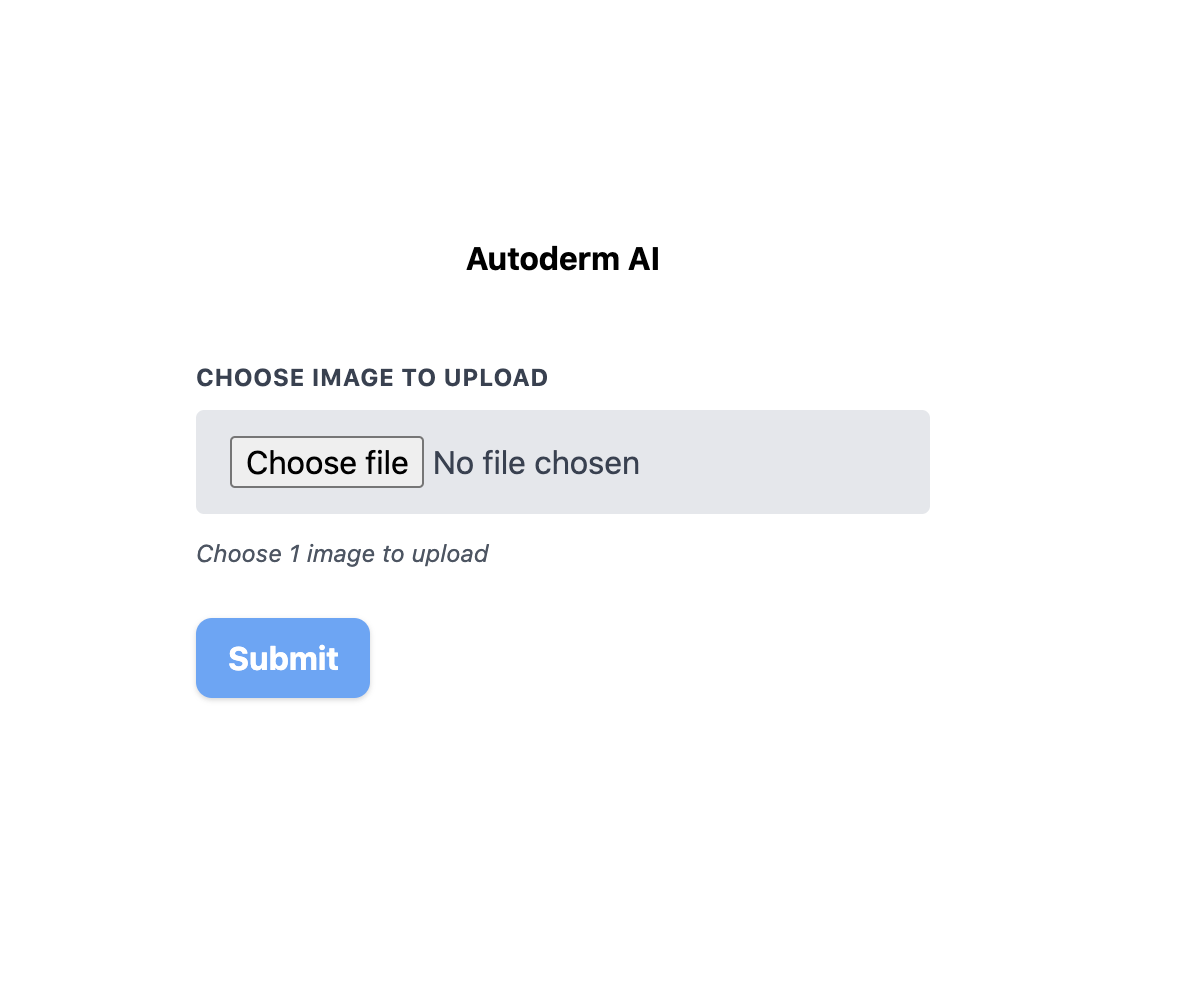 Autoderm AI
CHOOSE IMAGE TO UPLOAD
Choose file No file chosen
Choose 1 image to upload
Submit